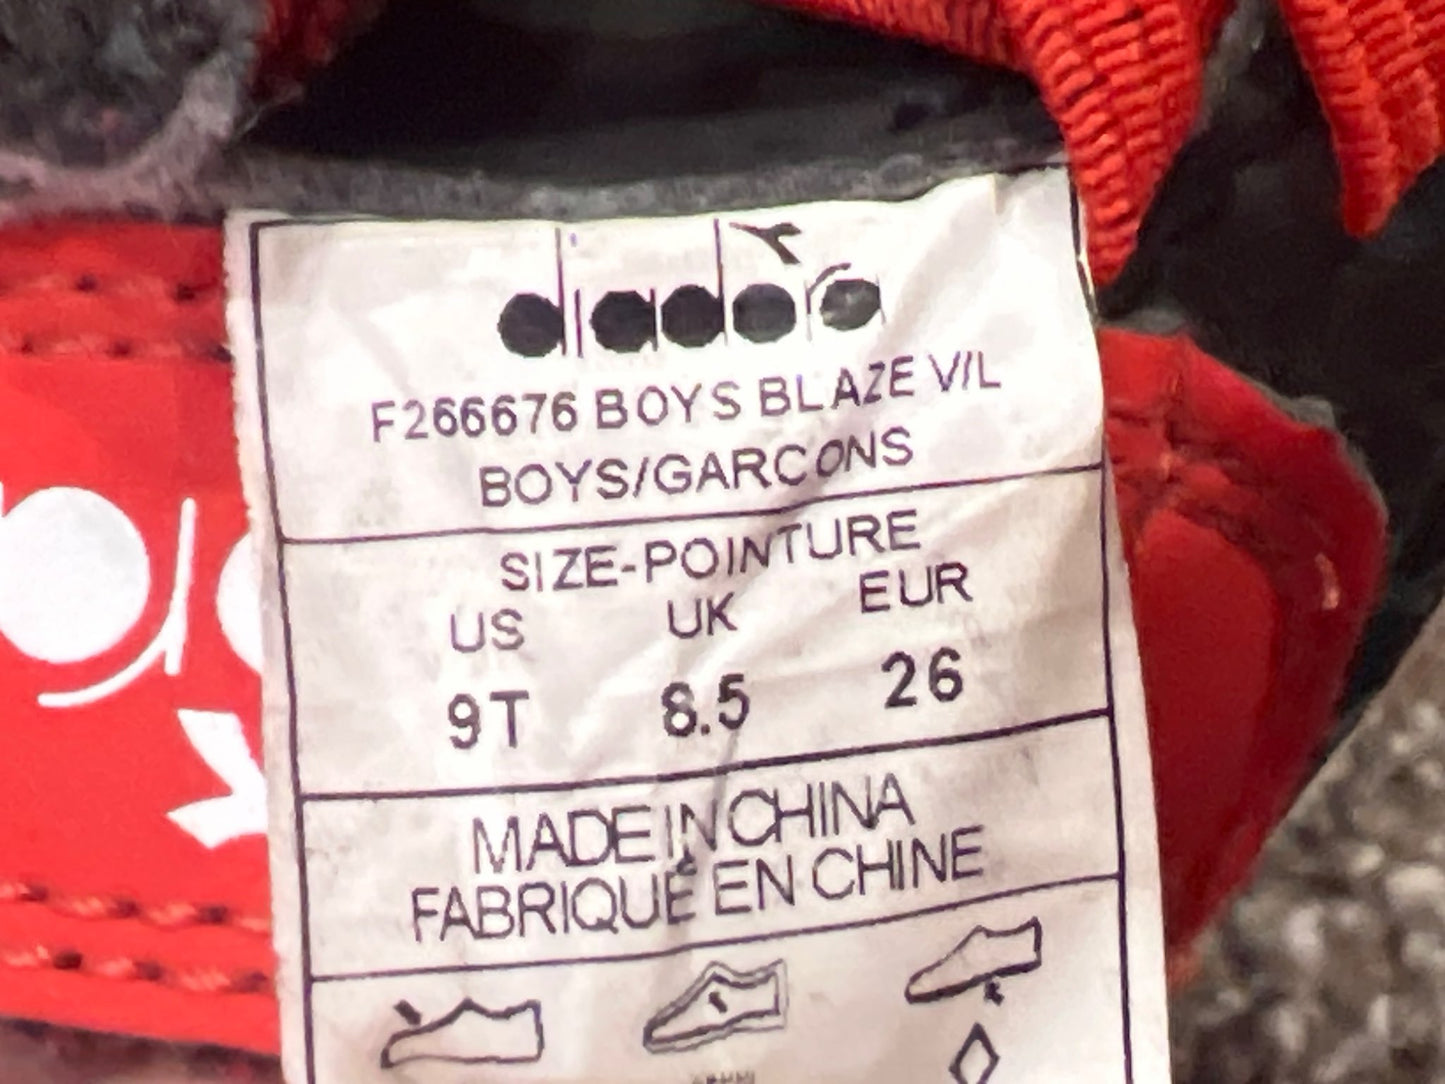 diadora
F266676 BOYS BLAZE V/L
BOYS/GARCONS
SIZE-POINTURE
US UK EUR
9T 8.5 26
MADE IN CHINA
FABRIQUÉ EN CHINE